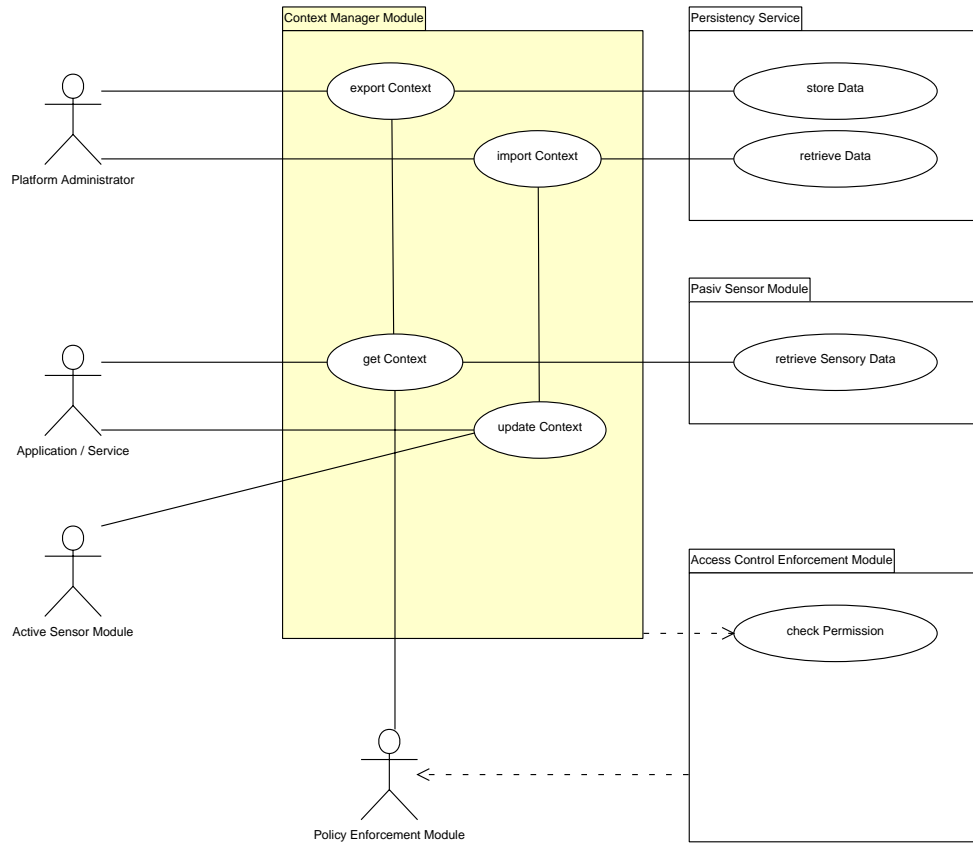 Context Manager Module
Persistency Service
export Context
store Data
import Context
retrieve Data
Platform Administrator
Pasiv Sensor Module
get Context
retrieve Sensory Data
update Context
Application / Service
Access Control Enforcement Module
Active Sensor Module
check Permission
Policy Enforcement Module